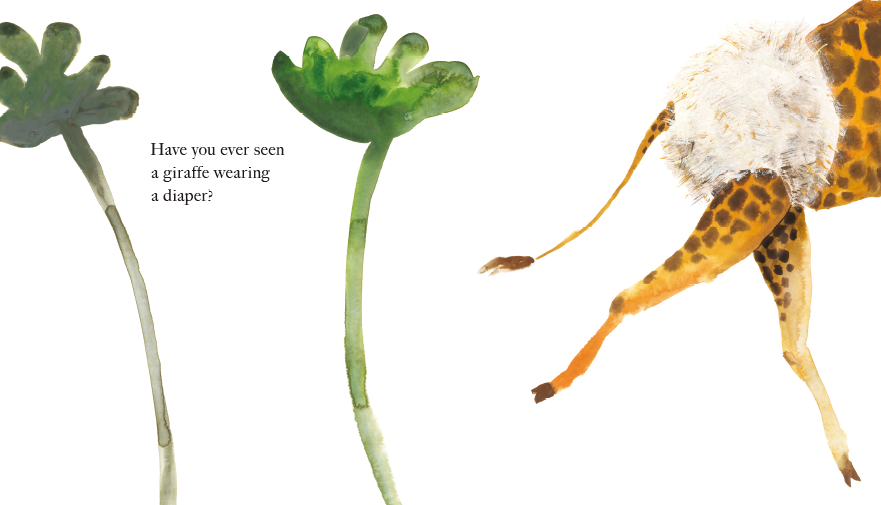 Have you ever seen
a giraffe wearing
a diaper?